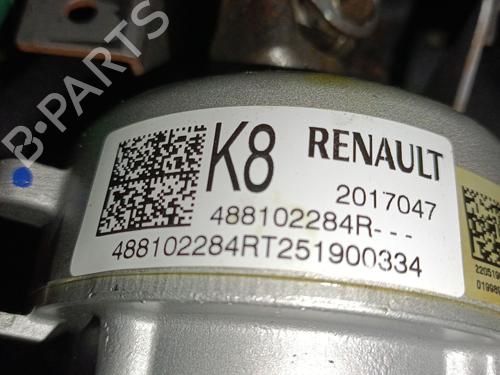 B-PARTS
K8 RENAULT
2017047
488102284R---
488102284RT251900334